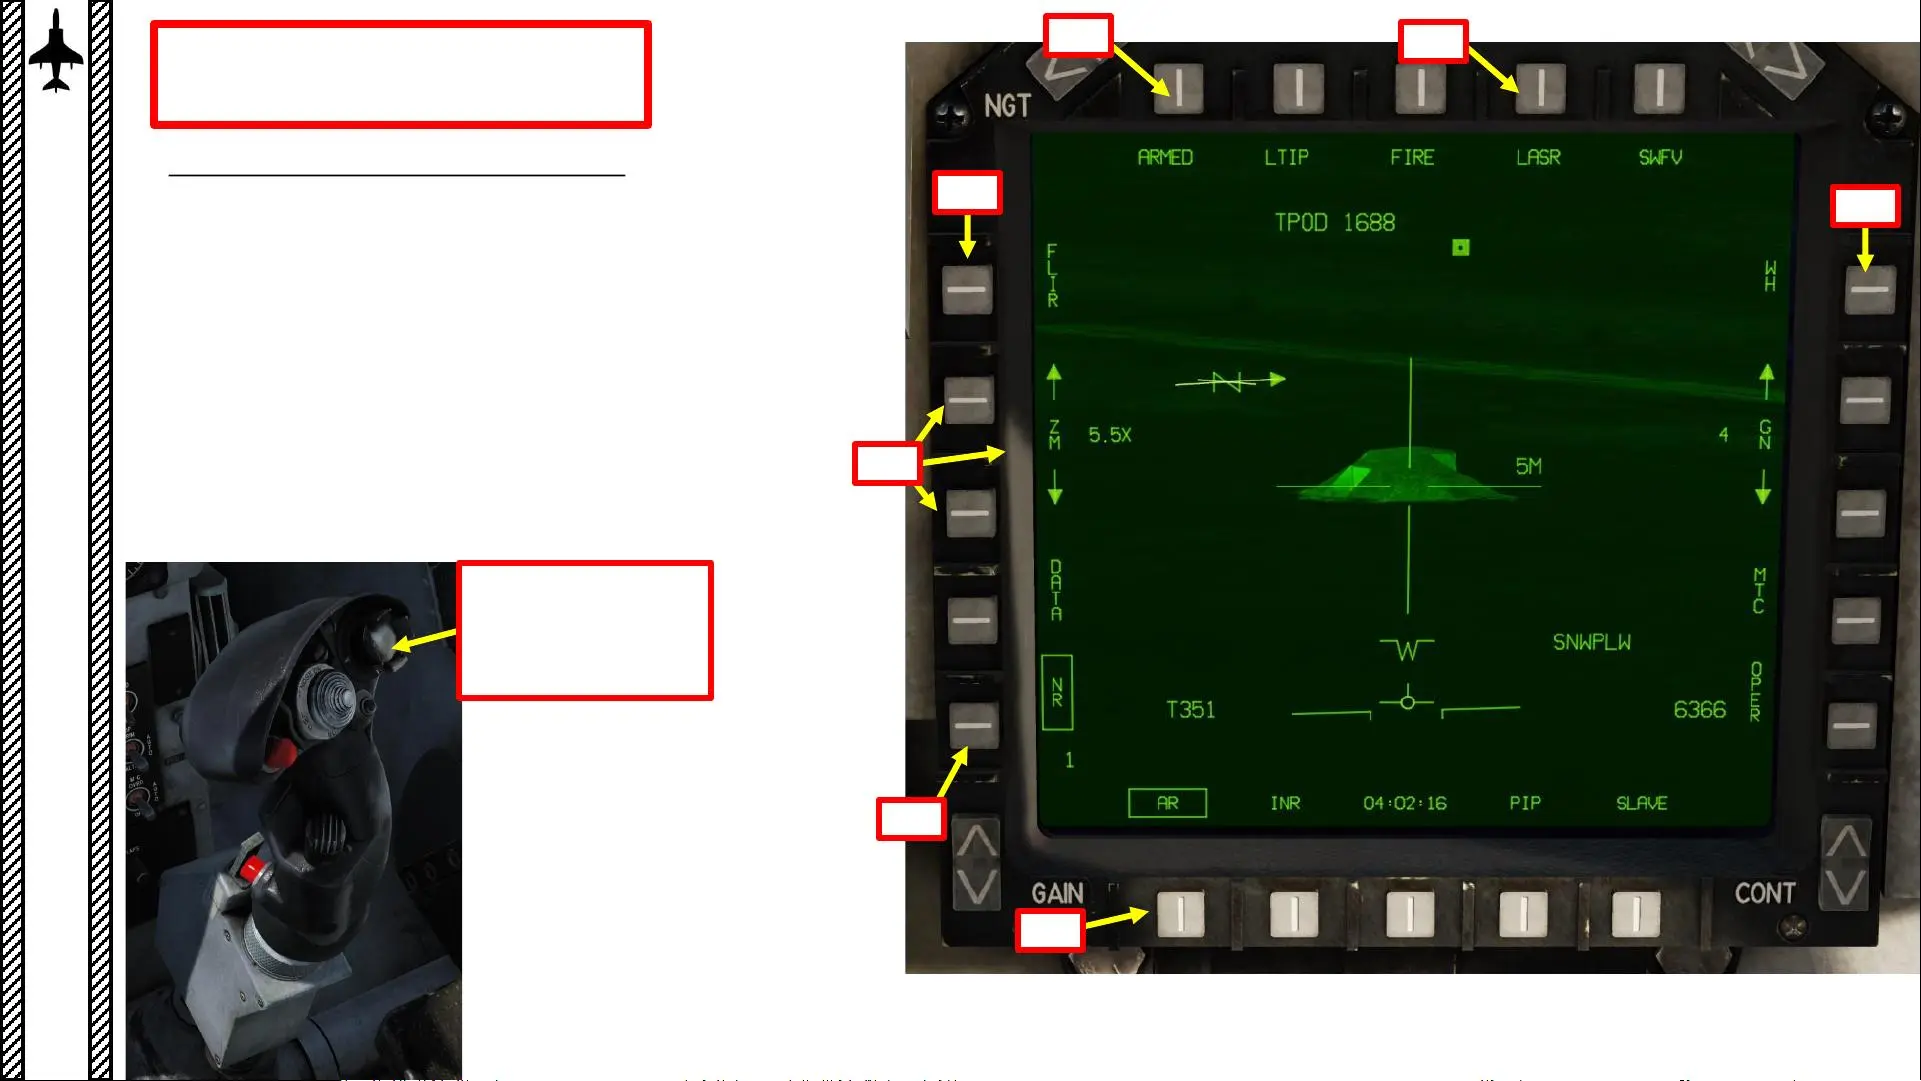 NGT
ARMED LTIP FIRE LASR SWFV
TPOD 1688
FLIR
WH
ZM
5.5X
4
GN
5M
N
DATA
MTC
W
SNWPLW
NR
OPER
T351
6366
1
AR INR 04:02:16 PIP SLAVE
GAIN
CONT